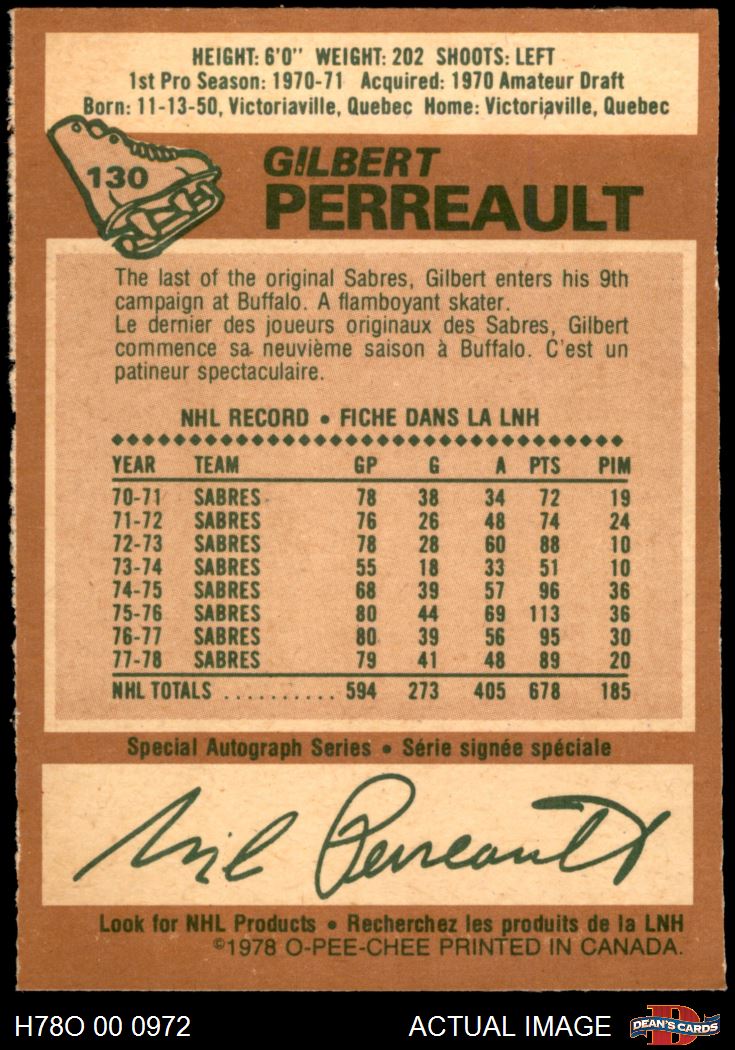 HEIGHT: 6'0" WEIGHT: 202 SHOOTS: LEFT
1st Pro Season: 1970-71 Acquired: 1970 Amateur Draft
Born: 11-13-50, Victoriaville, Quebec Home: Victoriaville, Quebec
130
GILBERT
PERREAULT
The last of the original Sabres, Gilbert enters his 9th
campaign at Buffalo. A flamboyant skater.
Le dernier des joueurs originaux des Sabres, Gilbert
commence sa neuvième saison à Buffalo. C'est un
patineur spectaculaire.
NHL RECORD • FICHE DANS LA LNH
YEAR TEAM GP G A PTS PIM
70-71 SABRES 78 38 34 72 19
71-72 SABRES 76 26 48 74 24
72-73 SABRES 78 28 60 88 10
73-74 SABRES 55 18 33 51 10
74-75 SABRES 68 39 57 96 36
75-76 SABRES 80 44 69 113 36
76-77 SABRES 80 39 56 95 30
77-78 SABRES 79 41 48 89 20
NHL TOTALS .......... 594 273 405 678 185
Special Autograph Series • Série signée spéciale
Gil Perreault
Look for NHL Products • Recherchez les produits de la LNH
©1978 O-PEE-CHEE PRINTED IN CANADA.
H78O 00 0972 ACTUAL IMAGE D DEAN'S CARDS